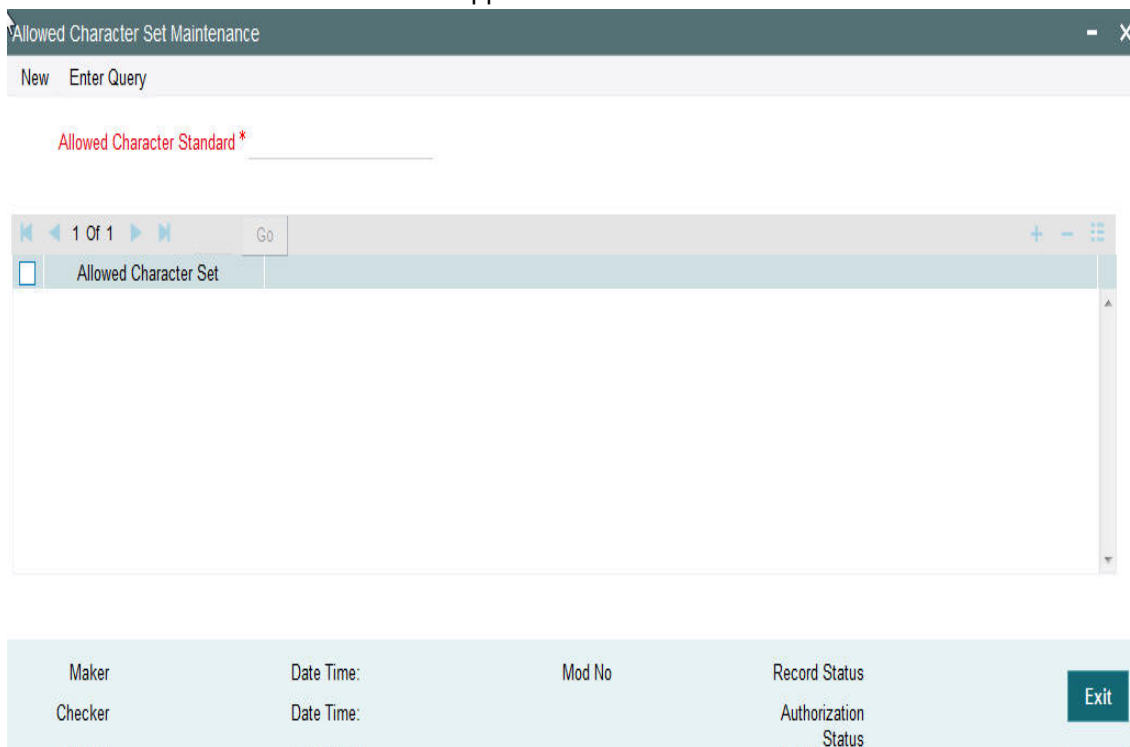 Allowed Character Set Maintenance
New Enter Query
Allowed Character Standard *
1 Of 1 Go
Allowed Character Set
Maker Date Time: Mod No Record Status
Exit
Checker Date Time: Authorization
Status